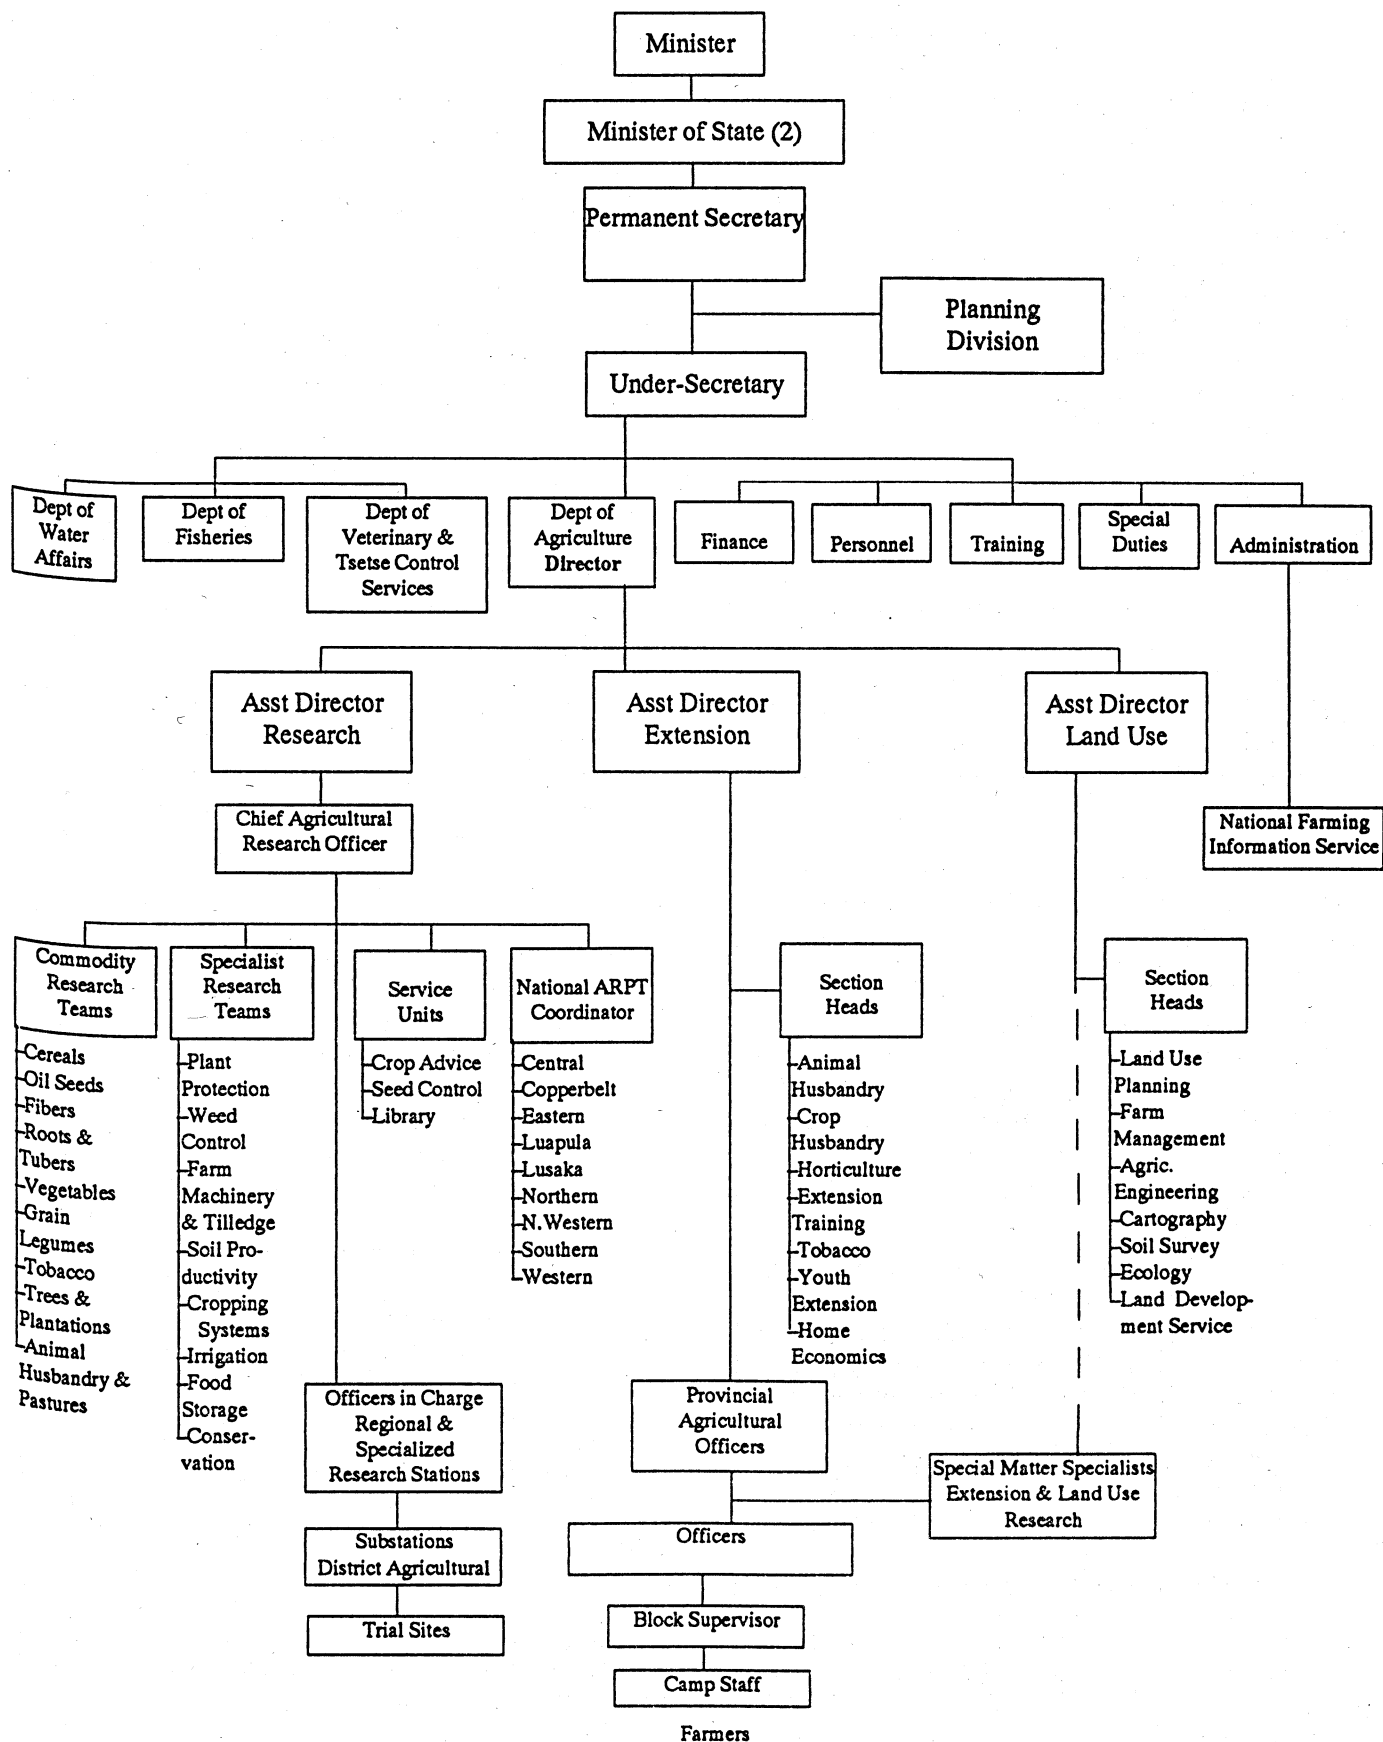 Minister
Minister of State (2)
Permanent Secretary
Planning
Division
Under-Secretary
Dept of
Water
Affairs
Dept of
Fisheries
Dept of
Veterinary &
Tsetse Control
Services
Dept of
Agriculture
Director
Finance
Personnel
Training
Special
Duties
Administration
Asst Director
Research
Asst Director
Extension
Asst Director
Land Use
Chief Agricultural
Research Officer
National Farming
Information Service
Commodity
Research
Teams
Cereals
Oil Seeds
Fibers
Roots &
Tubers
Vegetables
Grain
Legumes
Tobacco
Trees &
Plantations
Animal
Husbandry &
Pastures
Specialist
Research
Teams
Plant
Protection
Weed
Control
Farm
Machinery
& Tilledge
Soil Pro-
ductivity
Cropping
Systems
Irrigation
Food
Storage
Conser-
vation
Service
Units
Crop Advice
Seed Control
Library
National ARPT
Coordinator
Central
Copperbelt
Eastern
Luapula
Lusaka
Northern
N.Western
Southern
Western
Section
Heads
Animal
Husbandry
Crop
Husbandry
Horticulture
Extension
Training
Tobacco
Youth
Extension
Home
Economics
Section
Heads
Land Use
Planning
Farm
Management
Agric.
Engineering
Cartography
Soil Survey
Ecology
Land Develop-
ment Service
Officers in Charge
Regional &
Specialized
Research Stations
Provincial
Agricultural
Officers
Special Matter Specialists
Extension & Land Use
Research
Substations
District Agricultural
Officers
Trial Sites
Block Supervisor
Camp Staff
Farmers